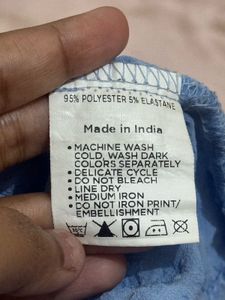 95% POLYESTER 5% ELASTANE
Made in India
• MACHINE WASH
COLD, WASH DARK
COLORS SEPARATELY
• DELICATE CYCLE
• DO NOT BLEACH
• LINE DRY
• MEDIUM IRON
• DO NOT IRON PRINT/
EMBELLISHMENT